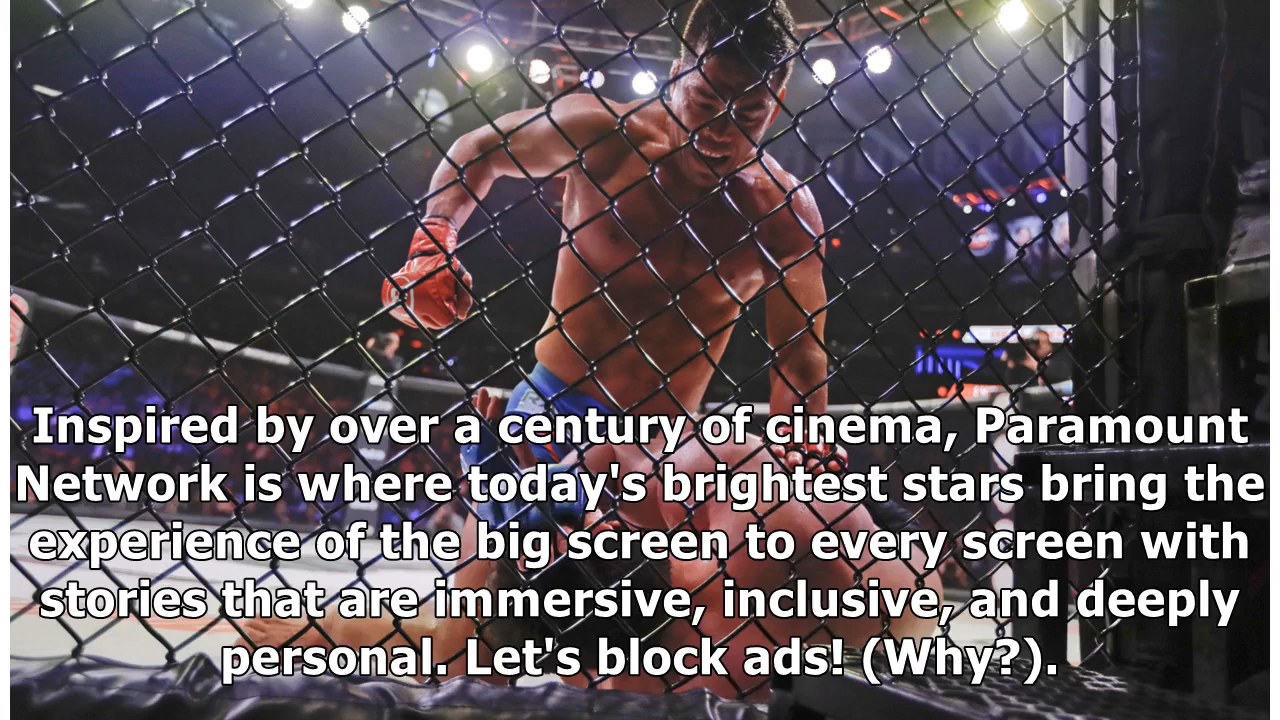 Inspired by over a century of cinema, Paramount
Network is where today's brightest stars bring the
experience of the big screen to every screen with
stories that are immersive, inclusive, and deeply
personal. Let's block ads! (Why?).